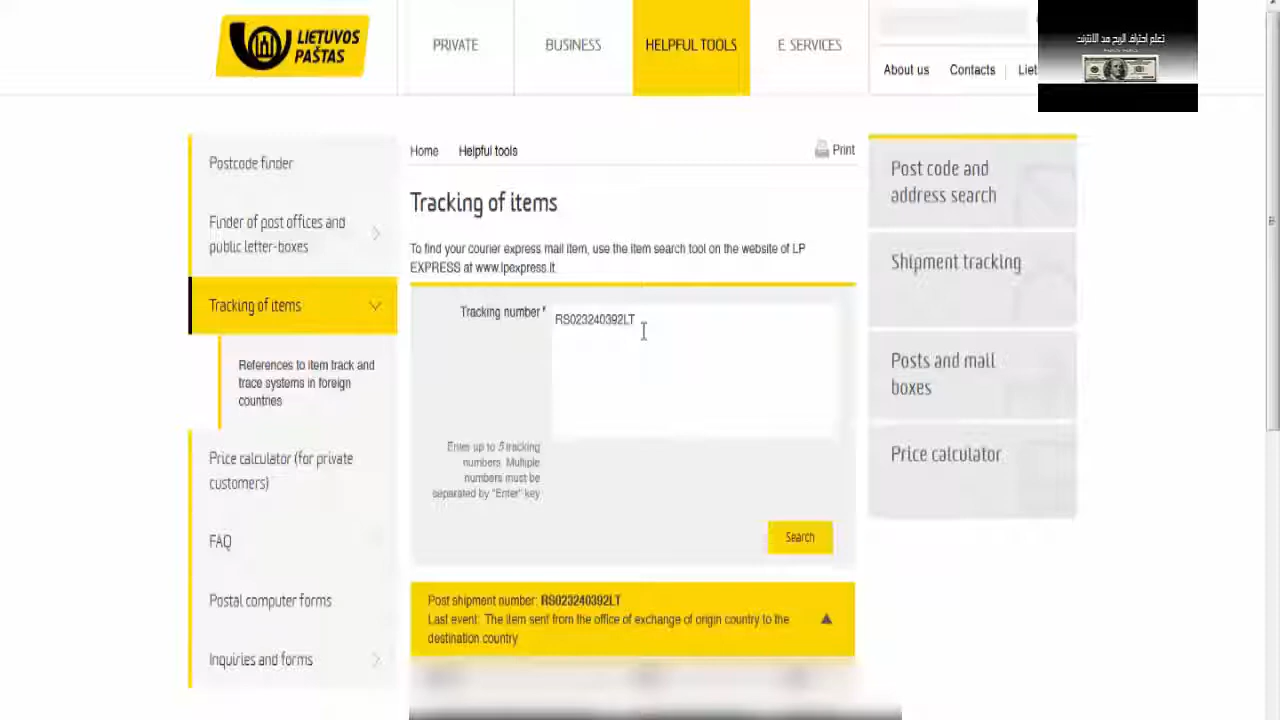 LIETUVOS
PAŠTAS
PRIVATE
BUSINESS
HELPFUL TOOLS
E SERVICES
About us
Contacts
Liet
تعلم احتراف الربح من الانترنت
Postcode finder
Finder of post offices and
public letter-boxes
Tracking of items
References to item track and
trace systems in foreign
countries
Price calculator (for private
customers)
FAQ
Postal computer forms
Inquiries and forms
Home
Helpful tools
Print
Tracking of items
To find your courier express mail item, use the item search tool on the website of LP
EXPRESS at www.lpexpress.lt.
Tracking number *
RS023240392LT
Enter up to 5 tracking
numbers. Multiple
numbers must be
separated by "Enter" key
Search
Post shipment number: RS023240392LT
Last event: The item sent from the office of exchange of origin country to the
destination country
Post code and
address search
Shipment tracking
Posts and mail
boxes
Price calculator